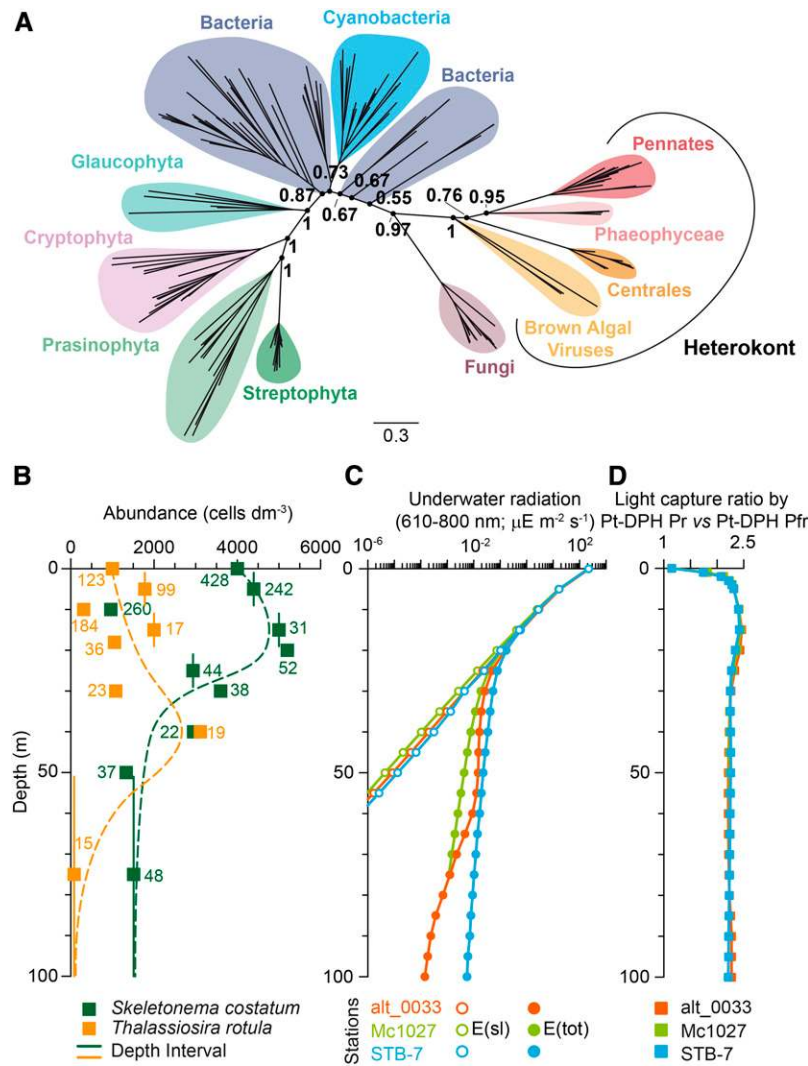 A
Bacteria
Cyanobacteria
Bacteria
Glaucophyta
Cryptophyta
Prasinophyta
Streptophyta
Pennates
Phaeophyceae
Centrales
Brown Algal
Viruses
Heterokont
Fungi
0.73
0.67
0.87
0.55
0.76
0.95
0.67
1
0.97
1
1
1
0.3
B
Abundance (cells dm-3)
0 2000 4000 6000
0
50
100
Depth (m)
123
428
242
99
260
184
17
31
36
52
44
23
38
22
19
37
15
48
Skeletonema costatum
Thalassiosira rotula
Depth Interval
C
Underwater radiation
(610-800 nm; μE m-2 s-1)
10-6 10-2 102
0
50
100
Stations
alt_0033
Mc1027 E(sl) E(tot)
STB-7
D
Light capture ratio by
Pt-DPH Pr vs Pt-DPH Pfr
1 2.5
0
50
100
alt_0033
Mc1027
STB-7